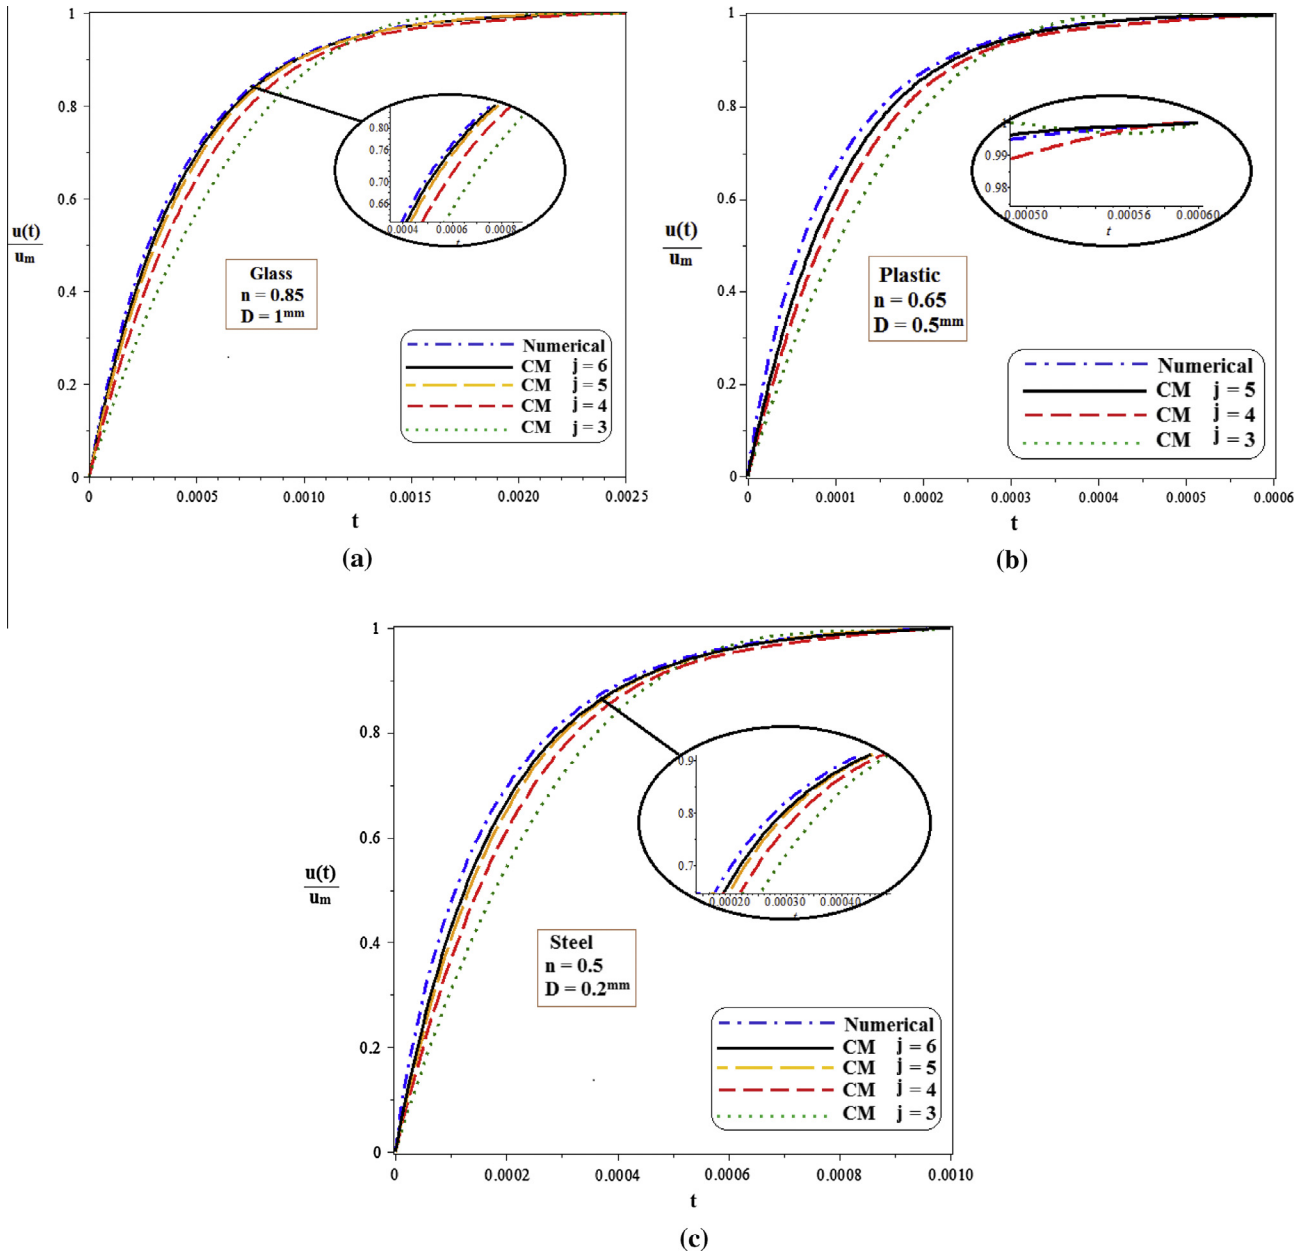 1
0.8
0.6
0.4
0.2
0
u(t)
um
0.80
0.76
0.70
0.66
0.0004 0.0006 0.0008
t
Glass
n = 0.85
D = 1mm
Numerical
CM j = 6
CM j = 5
CM j = 4
CM j = 3
0 0.0005 0.0010 0.0015 0.0020 0.0025
t
(a)
1
0.8
0.6
0.4
0.2
0
u(t)
um
0.99
0.98
0.00050 0.00056 0.00060
t
Plastic
n = 0.65
D = 0.5mm
Numerical
CM j = 5
CM j = 4
CM j = 3
0 0.0001 0.0002 0.0003 0.0004 0.0005 0.0006
t
(b)
1
0.8
0.6
0.4
0.2
0
u(t)
um
0.9
0.8
0.7
0.00020 0.00030 0.00040
t
Steel
n = 0.5
D = 0.2mm
Numerical
CM j = 6
CM j = 5
CM j = 4
CM j = 3
0 0.0002 0.0004 0.0006 0.0008 0.0010
t
(c)